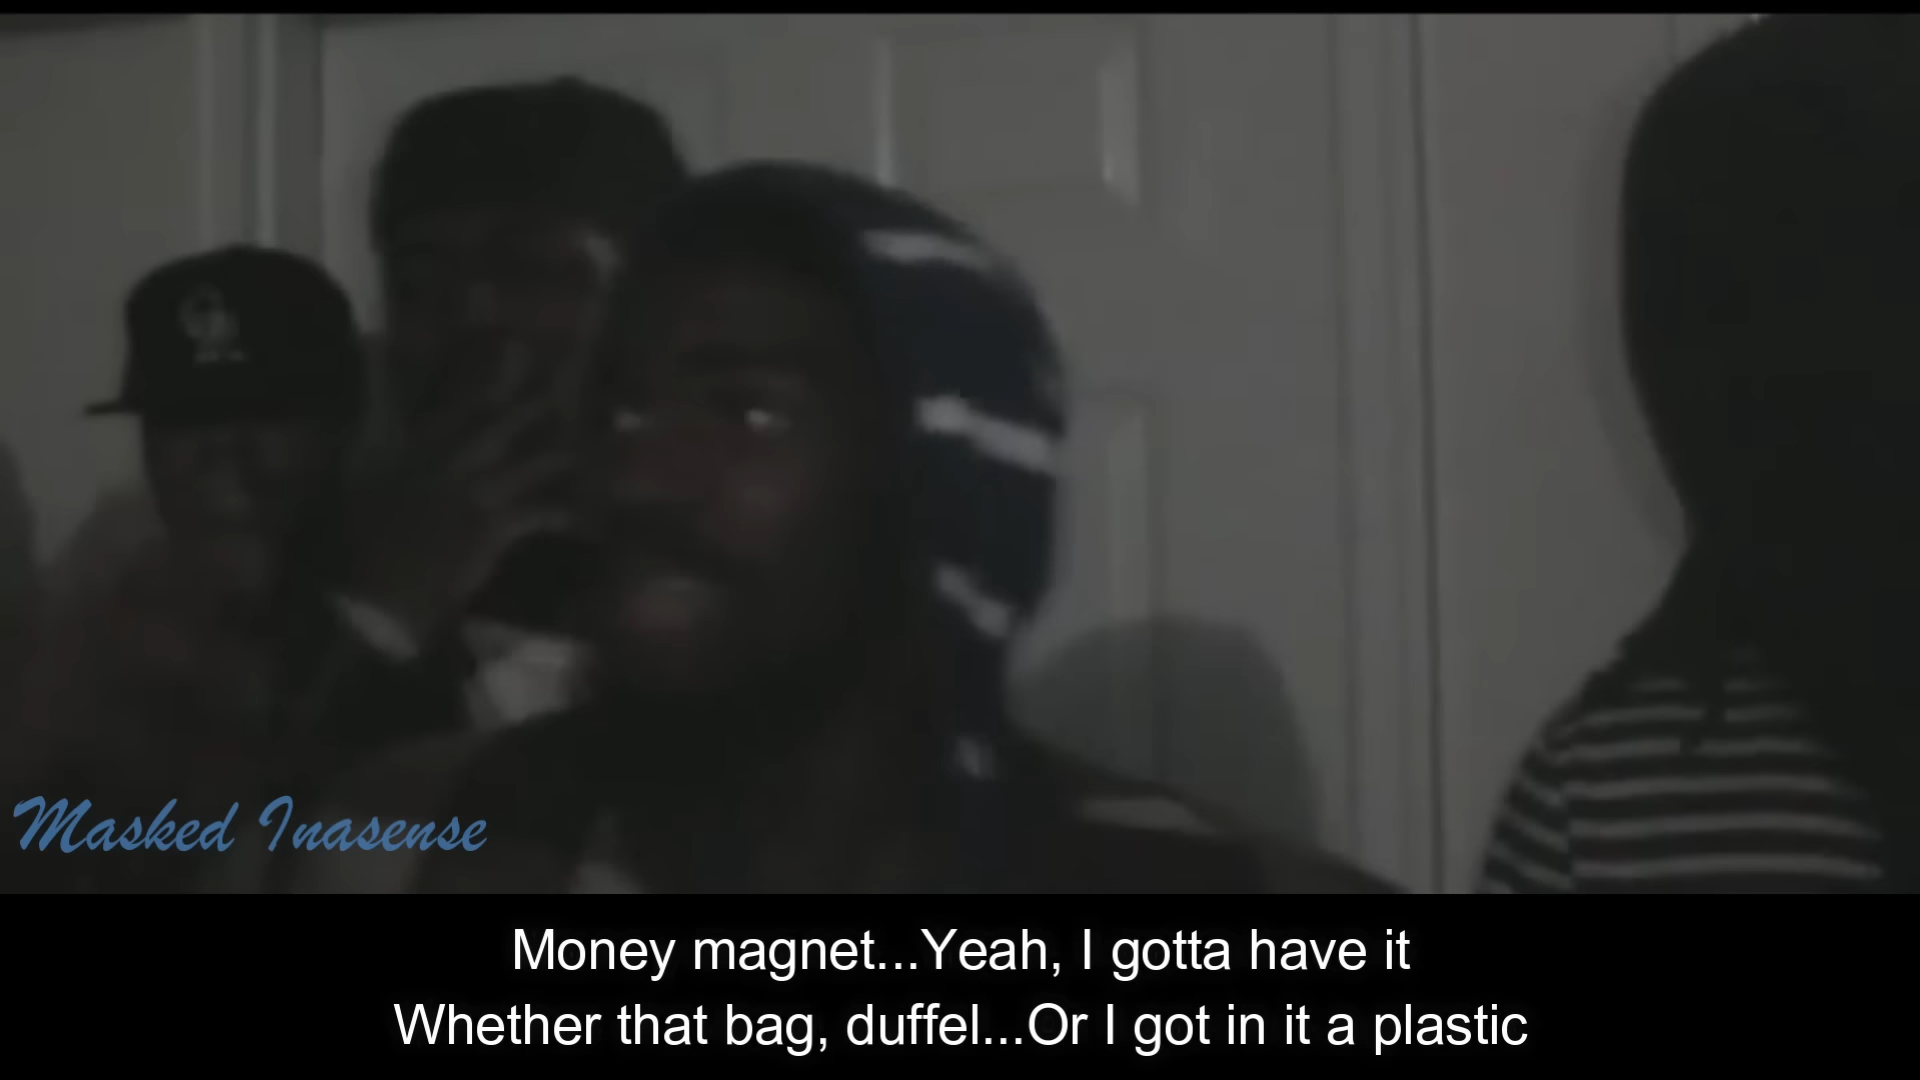 Masked Inasense
Money magnet...Yeah, I gotta have it
Whether that bag, duffel...Or I got in it a plastic